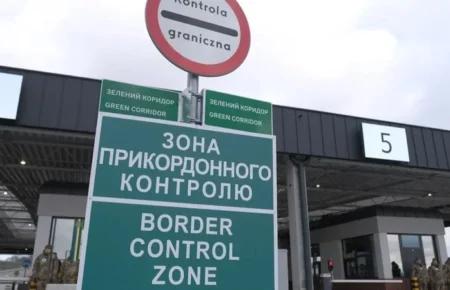 Kontrola
graniczna
ЗЕЛЕНИЙ КОРИДОР
GREEN CORRIDOR
ЗЕЛЕНИЙ КОРИДОР
GREEN CORRIDOR
5
ЗОНА
ПРИКОРДОННОГО
КОНТРОЛЮ
BORDER
CONTROL
ZONE